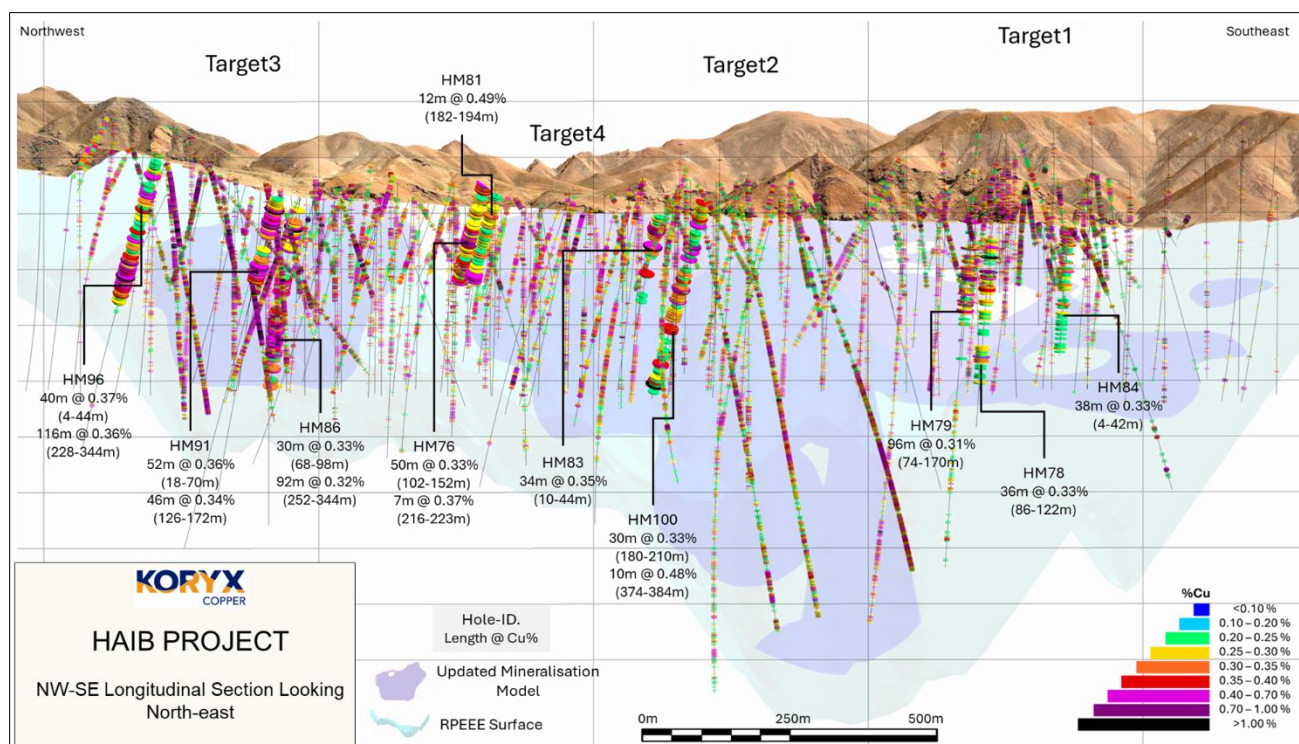 Northwest
Southeast
Target3
Target4
Target2
Target1
HM81
12m @ 0.49%
(182-194m)
HM96
40m @ 0.37%
(4-44m)
116m @ 0.36%
(228-344m)
HM91
52m @ 0.36%
(18-70m)
46m @ 0.34%
(126-172m)
HM86
30m @ 0.33%
(68-98m)
92m @ 0.32%
(252-344m)
HM76
50m @ 0.33%
(102-152m)
7m @ 0.37%
(216-223m)
HM83
34m @ 0.35%
(10-44m)
HM100
30m @ 0.33%
(180-210m)
10m @ 0.48%
(374-384m)
HM79
96m @ 0.31%
(74-170m)
HM78
36m @ 0.33%
(86-122m)
HM84
38m @ 0.33%
(4-42m)
KORYX
COPPER
HAIB PROJECT
NW-SE Longitudinal Section Looking
North-east
Hole-ID.
Length @ Cu%
Updated Mineralisation
Model
RPEEE Surface
0m 250m 500m
%Cu
<0.10 %
0.10 – 0.20 %
0.20 – 0.25 %
0.25 – 0.30 %
0.30 – 0.35 %
0.35 – 0.40 %
0.40 – 0.70 %
0.70 – 1.00 %
>1.00 %